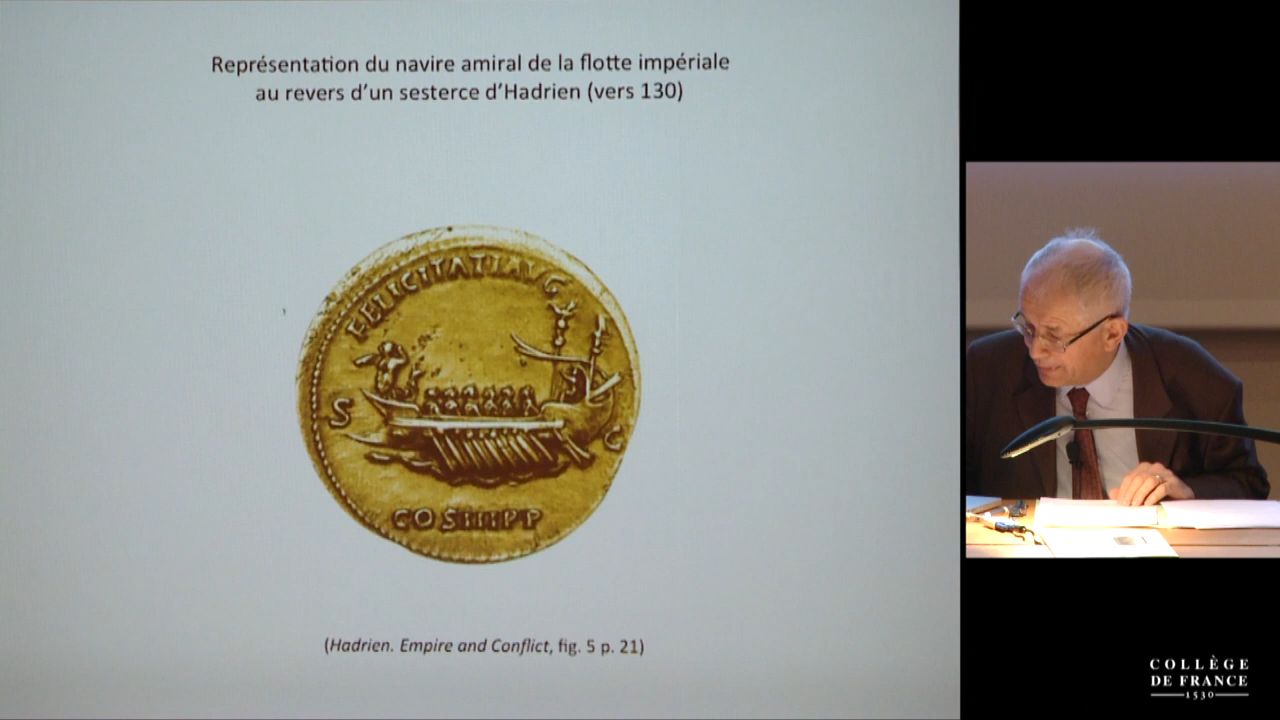 Représentation du navire amiral de la flotte impériale
au revers d'un sesterce d'Hadrien (vers 130)
FELICITATI AVG
S
C
COS III P P
(Hadrien. Empire and Conflict, fig. 5 p. 21)
COLLÈGE
DE FRANCE
1530